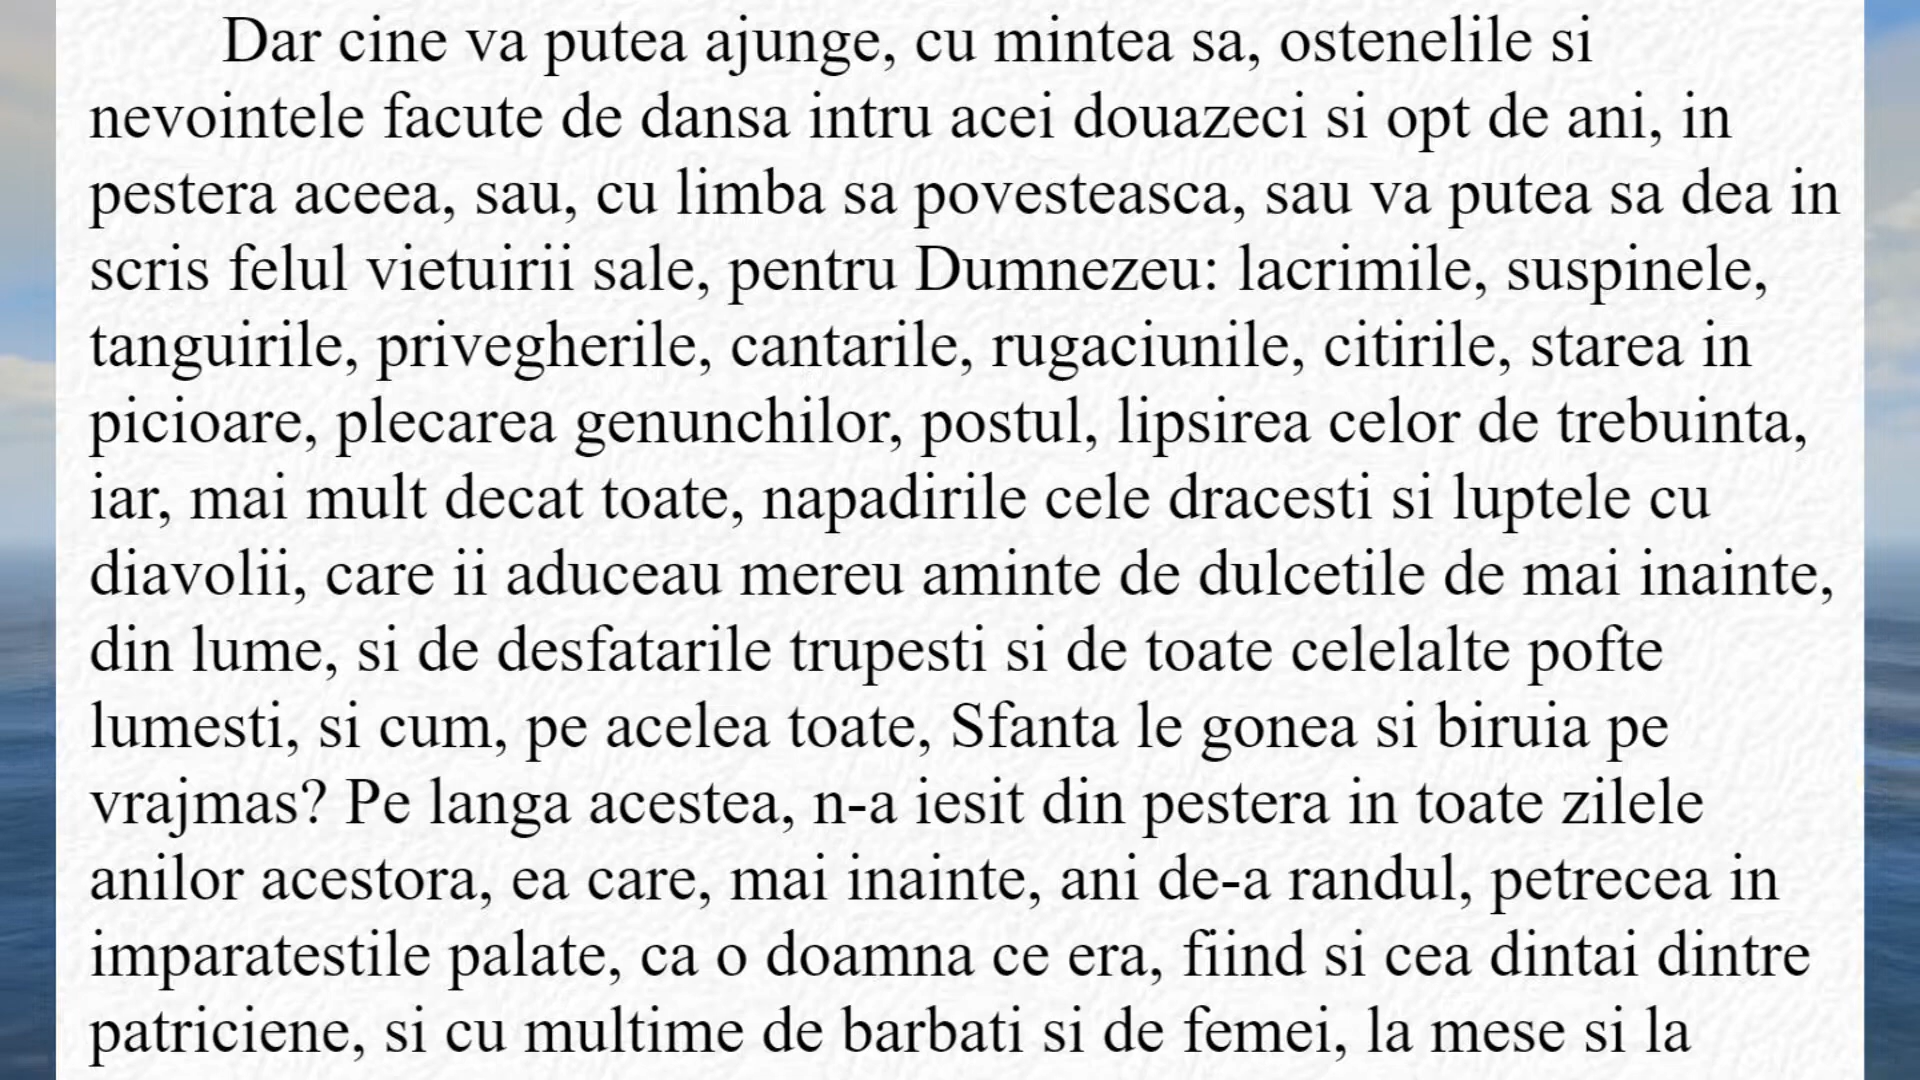 Dar cine va putea ajunge, cu mintea sa, ostenelile si
nevointele facute de dansa intru acei douazeci si opt de ani, in
pestera aceea, sau, cu limba sa povesteasca, sau va putea sa dea in
scris felul vietuirii sale, pentru Dumnezeu: lacrimile, suspinele,
tanguirile, privegherile, cantarile, rugaciunile, citirile, starea in
picioare, plecarea genunchilor, postul, lipsirea celor de trebuinta,
iar, mai mult decat toate, napadirile cele dracesti si luptele cu
diavolii, care ii aduceau mereu aminte de dulcetile de mai inainte,
din lume, si de desfatarile trupesti si de toate celelalte pofte
lumesti, si cum, pe acelea toate, Sfanta le gonea si biruia pe
vrajmas? Pe langa acestea, n-a iesit din pestera in toate zilele
anilor acestora, ea care, mai inainte, ani de-a randul, petrecea in
imparatestile palate, ca o doamna ce era, fiind si cea dintai dintre
patriciene, si cu multime de barbati si de femei, la mese si la